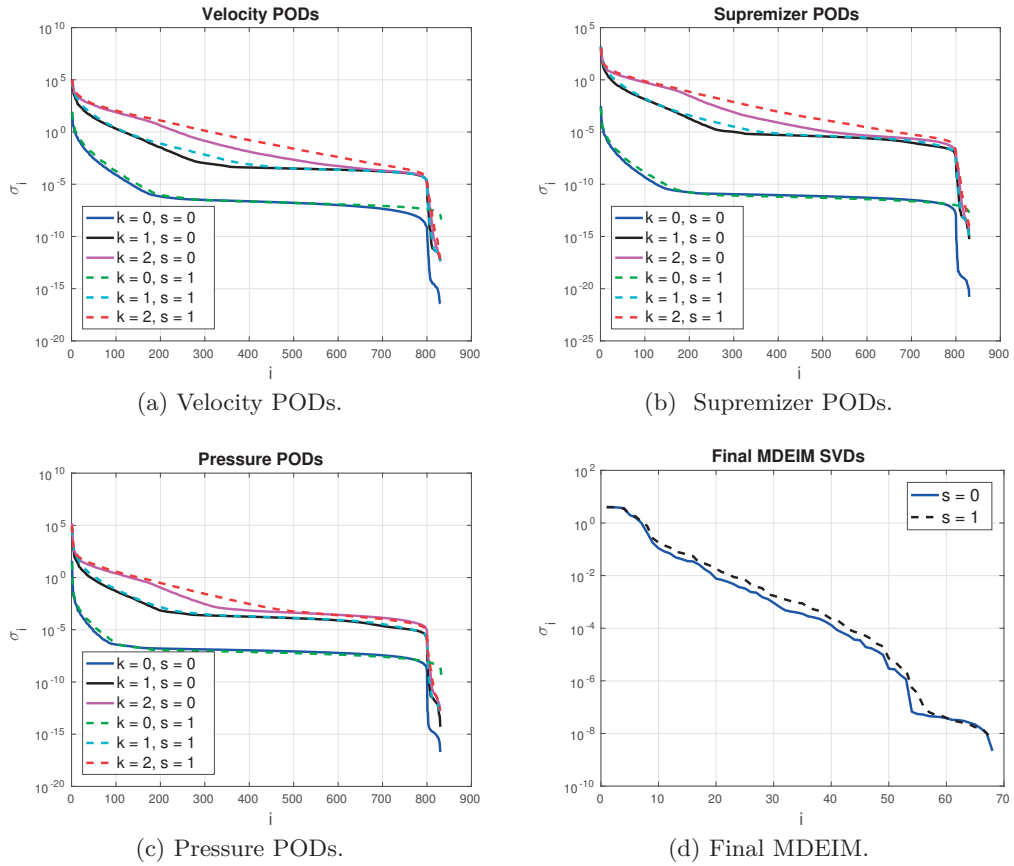 Velocity PODs
10^10
10^5
10^0
10^-5
10^-10
10^-15
10^-20
σ_i
k = 0, s = 0
k = 1, s = 0
k = 2, s = 0
k = 0, s = 1
k = 1, s = 1
k = 2, s = 1
0 100 200 300 400 500 600 700 800 900
i
(a) Velocity PODs.
Supremizer PODs
10^5
10^0
10^-5
10^-10
10^-15
10^-20
10^-25
σ_i
k = 0, s = 0
k = 1, s = 0
k = 2, s = 0
k = 0, s = 1
k = 1, s = 1
k = 2, s = 1
0 100 200 300 400 500 600 700 800 900
i
(b) Supremizer PODs.
Pressure PODs
10^10
10^5
10^0
10^-5
10^-10
10^-15
10^-20
σ_i
k = 0, s = 0
k = 1, s = 0
k = 2, s = 0
k = 0, s = 1
k = 1, s = 1
k = 2, s = 1
0 100 200 300 400 500 600 700 800 900
i
(c) Pressure PODs.
Final MDEIM SVDs
10^2
10^0
10^-2
10^-4
10^-6
10^-8
10^-10
σ_i
s = 0
s = 1
0 10 20 30 40 50 60 70
i
(d) Final MDEIM.